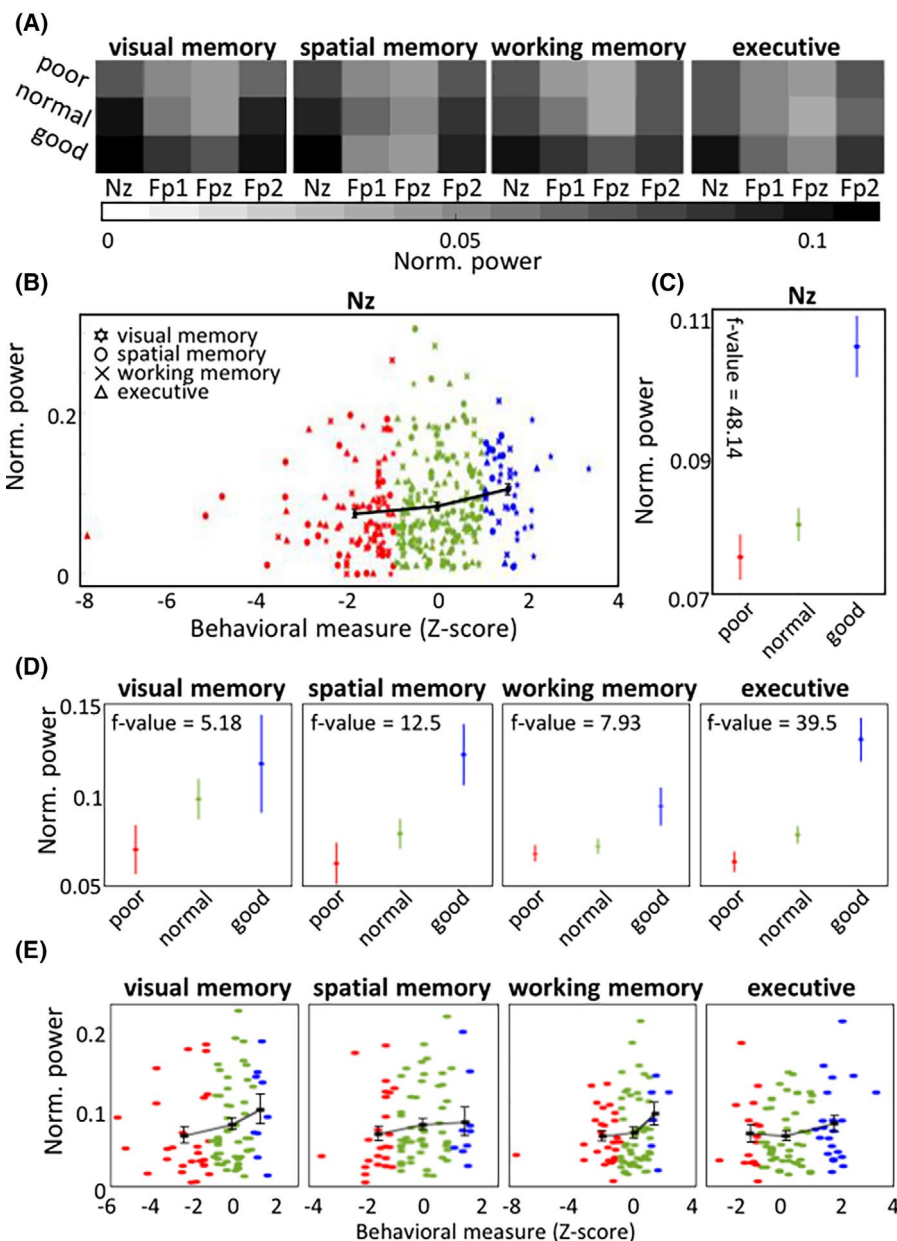 (A)
visual memory spatial memory working memory executive
poor
normal
good
Nz Fp1 Fpz Fp2 Nz Fp1 Fpz Fp2 Nz Fp1 Fpz Fp2 Nz Fp1 Fpz Fp2
0 0.05 0.1
Norm. power
(B)
Nz
visual memory
spatial memory
working memory
executive
Norm. power
0.2
0
-8 -6 -4 -2 0 2 4
Behavioral measure (Z-score)
(C)
Nz
f-value = 48.14
Norm. power
0.11
0.09
0.07
poor normal good
(D)
visual memory spatial memory working memory executive
f-value = 5.18 f-value = 12.5 f-value = 7.93 f-value = 39.5
Norm. power
0.15
0.1
0.05
poor normal good poor normal good poor normal good poor normal good
(E)
visual memory spatial memory working memory executive
Norm. power
0.2
0.1
0
-6 -4 -2 0 2 -4 -2 0 2 -8 -4 0 4 -2 0 2 4
Behavioral measure (Z-score)